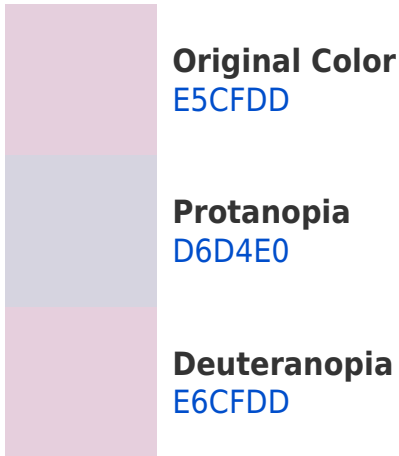 Original Color
E5CFDD
Protanopia
D6D4E0
Deuteranopia
E6CFDD